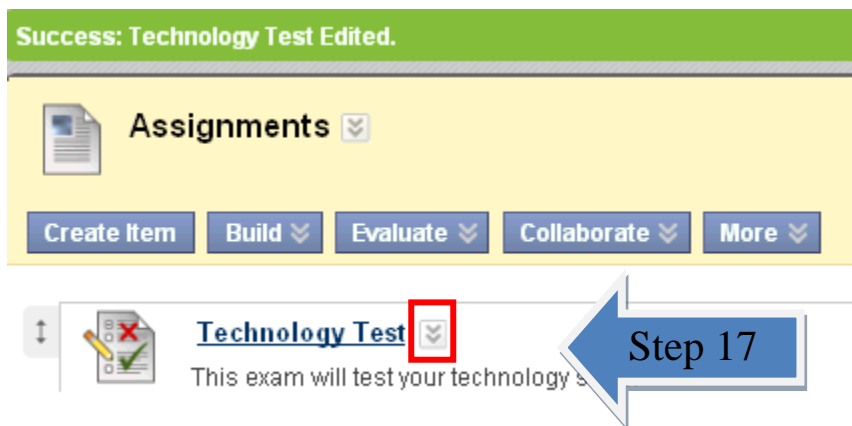 Success: Technology Test Edited.
Assignments
Create Item Build Evaluate Collaborate More
Technology Test
Step 17
This exam will test your technology